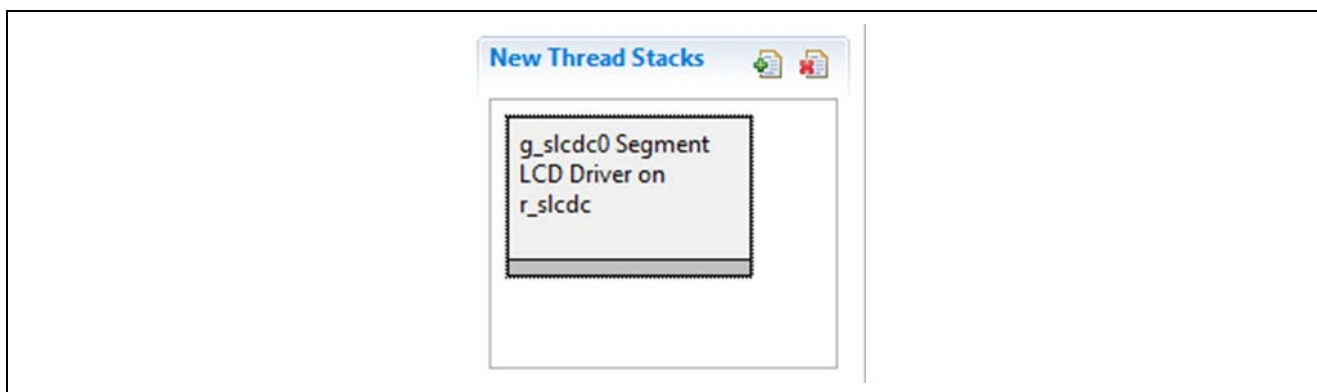 New Thread Stacks
g_slcdc0 Segment
LCD Driver on
r_slcdc